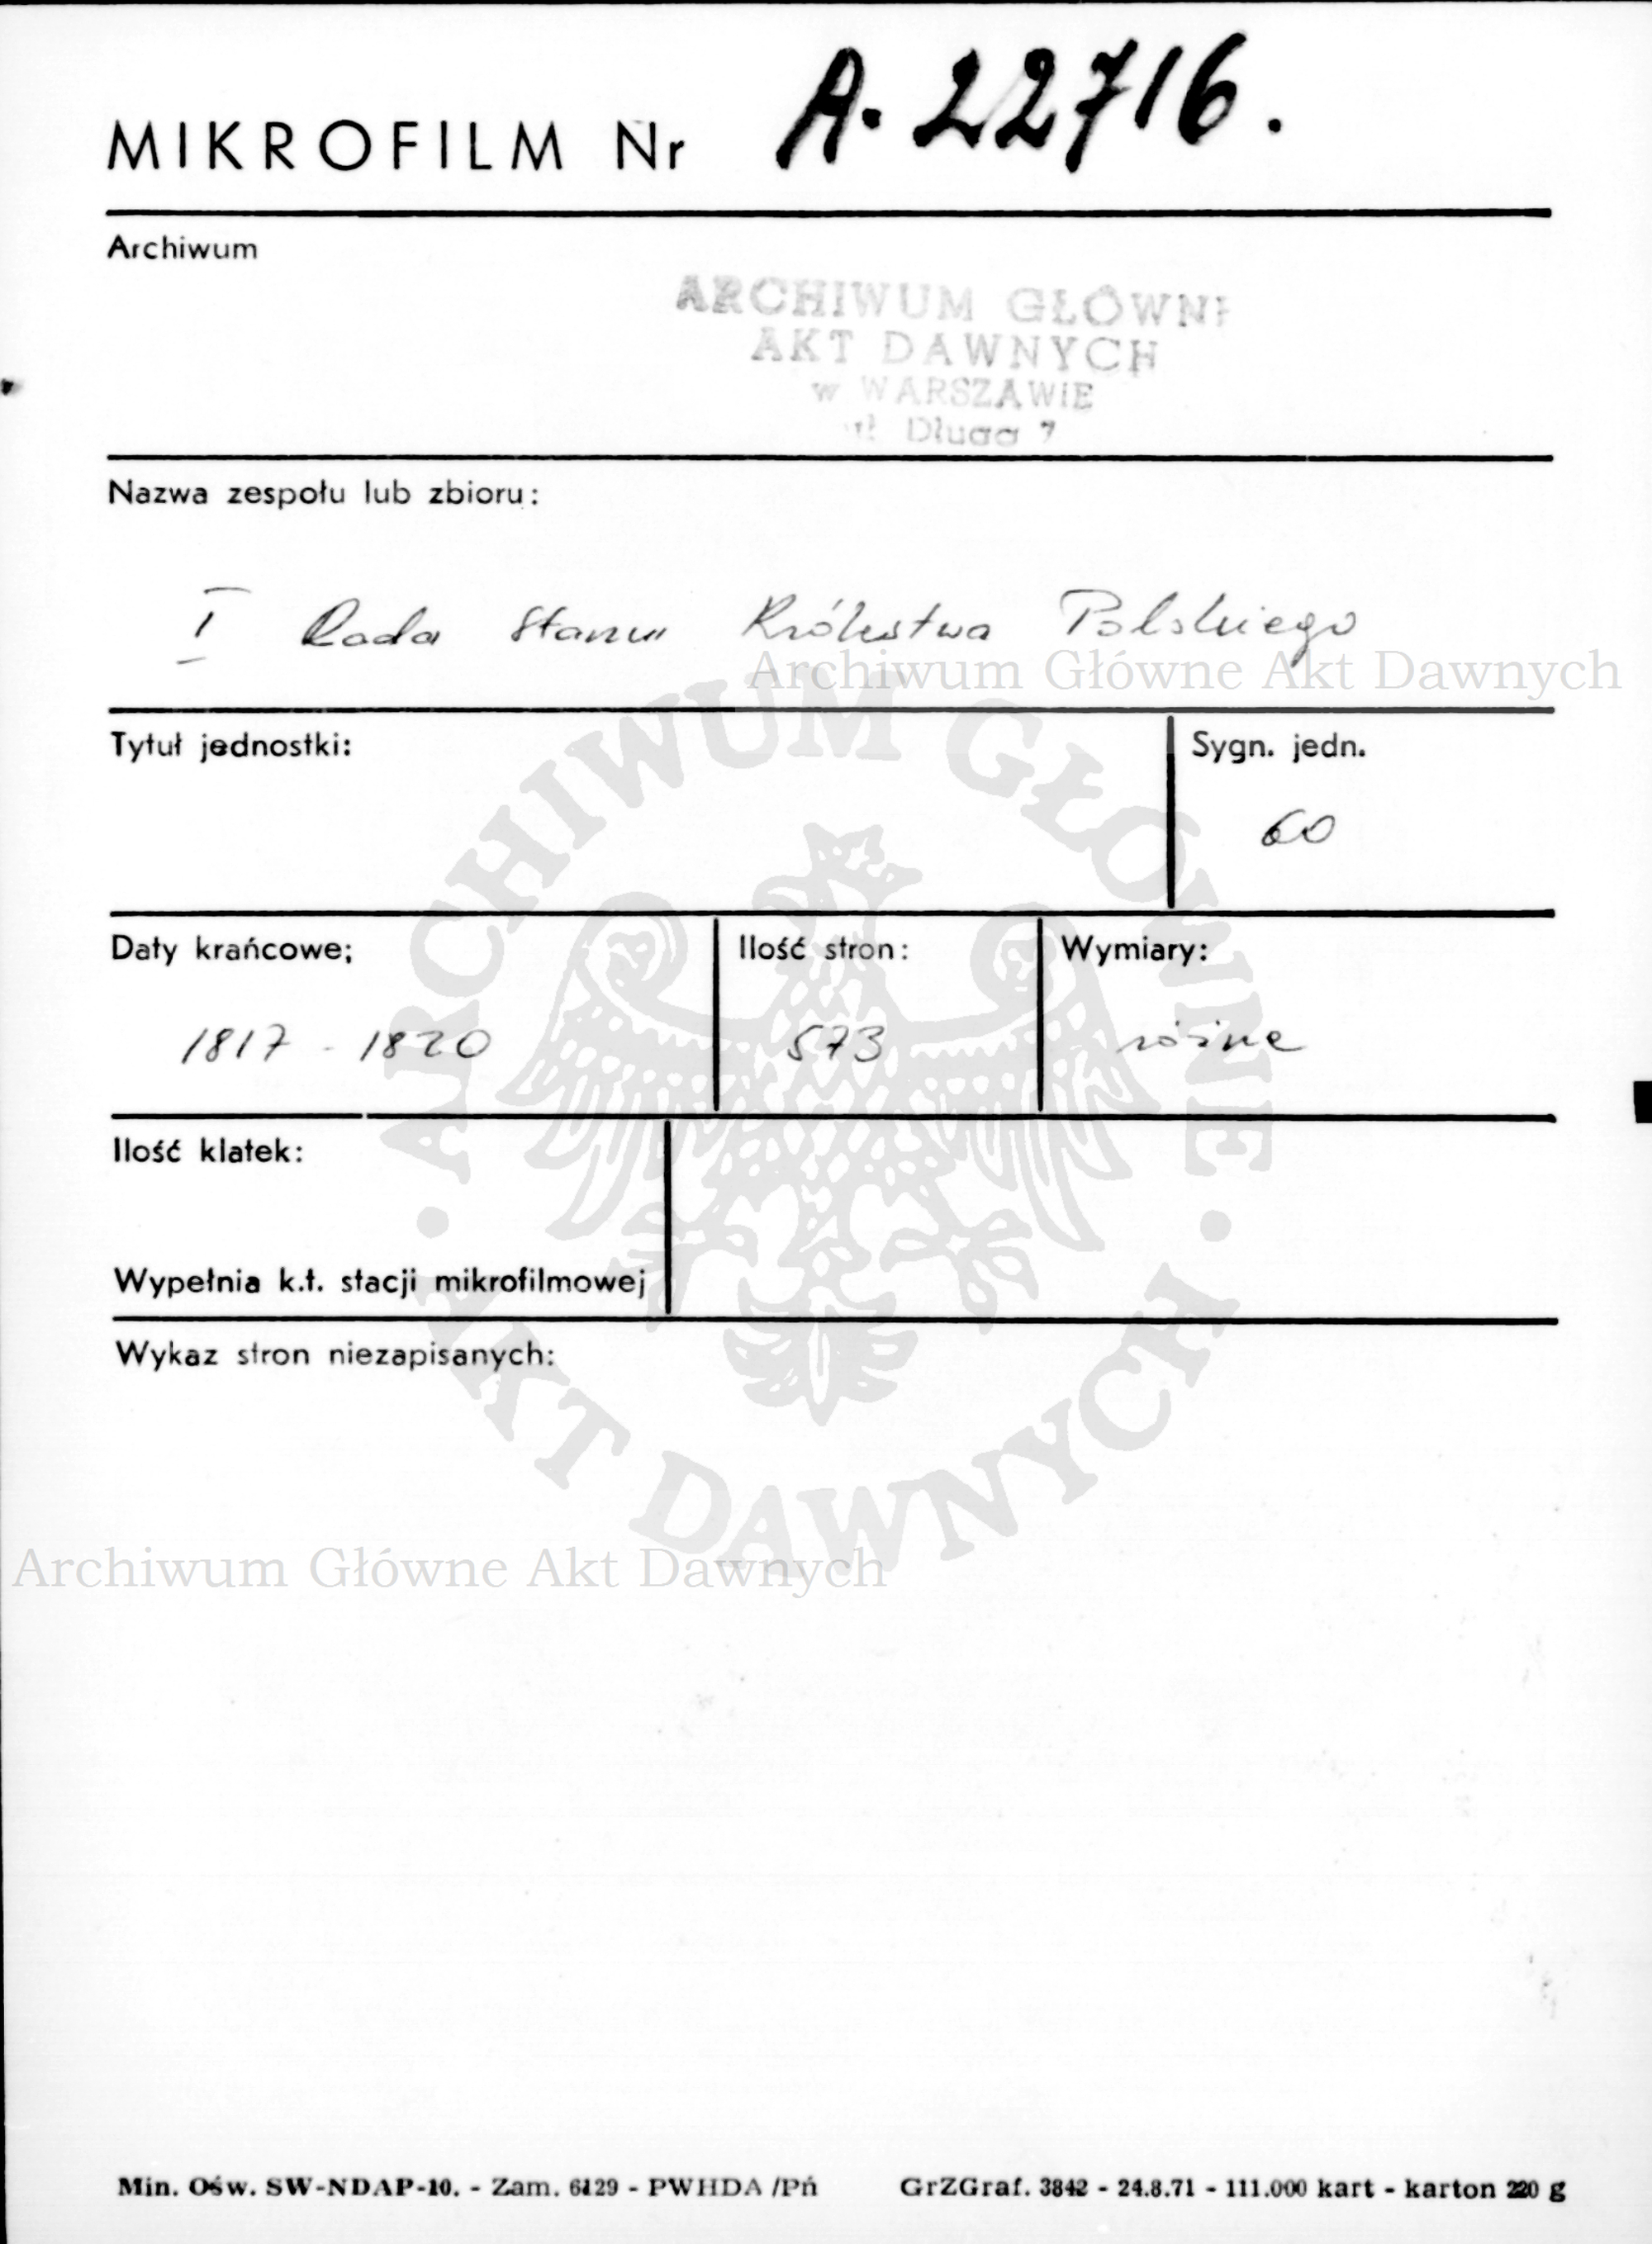 MIKROFILM Nr A. 22716.
Archiwum
ARCHIWUM GŁÓWNE
AKT DAWNYCH
w WARSZAWIE
ul. Długa 7
Nazwa zespołu lub zbioru:
I Rada Stanu Królestwa Polskiego
Archiwum Główne Akt Dawnych
Tytuł jednostki:
Sygn. jedn.
60
Daty krańcowe;
Ilość stron:
Wymiary:
1817 - 1820
573
różne
Ilość klatek:
Wypełnia k.t. stacji mikrofilmowej
Wykaz stron niezapisanych:
ARCHIWUM GŁÓWNE
· AKT DAWNYCH ·
Archiwum Główne Akt Dawnych
Min. Ośw. SW-NDAP-10. - Zam. 6129 - PWHDA /Pń GrZGraf. 3842 - 24.8.71 - 111.000 kart - karton 220 g